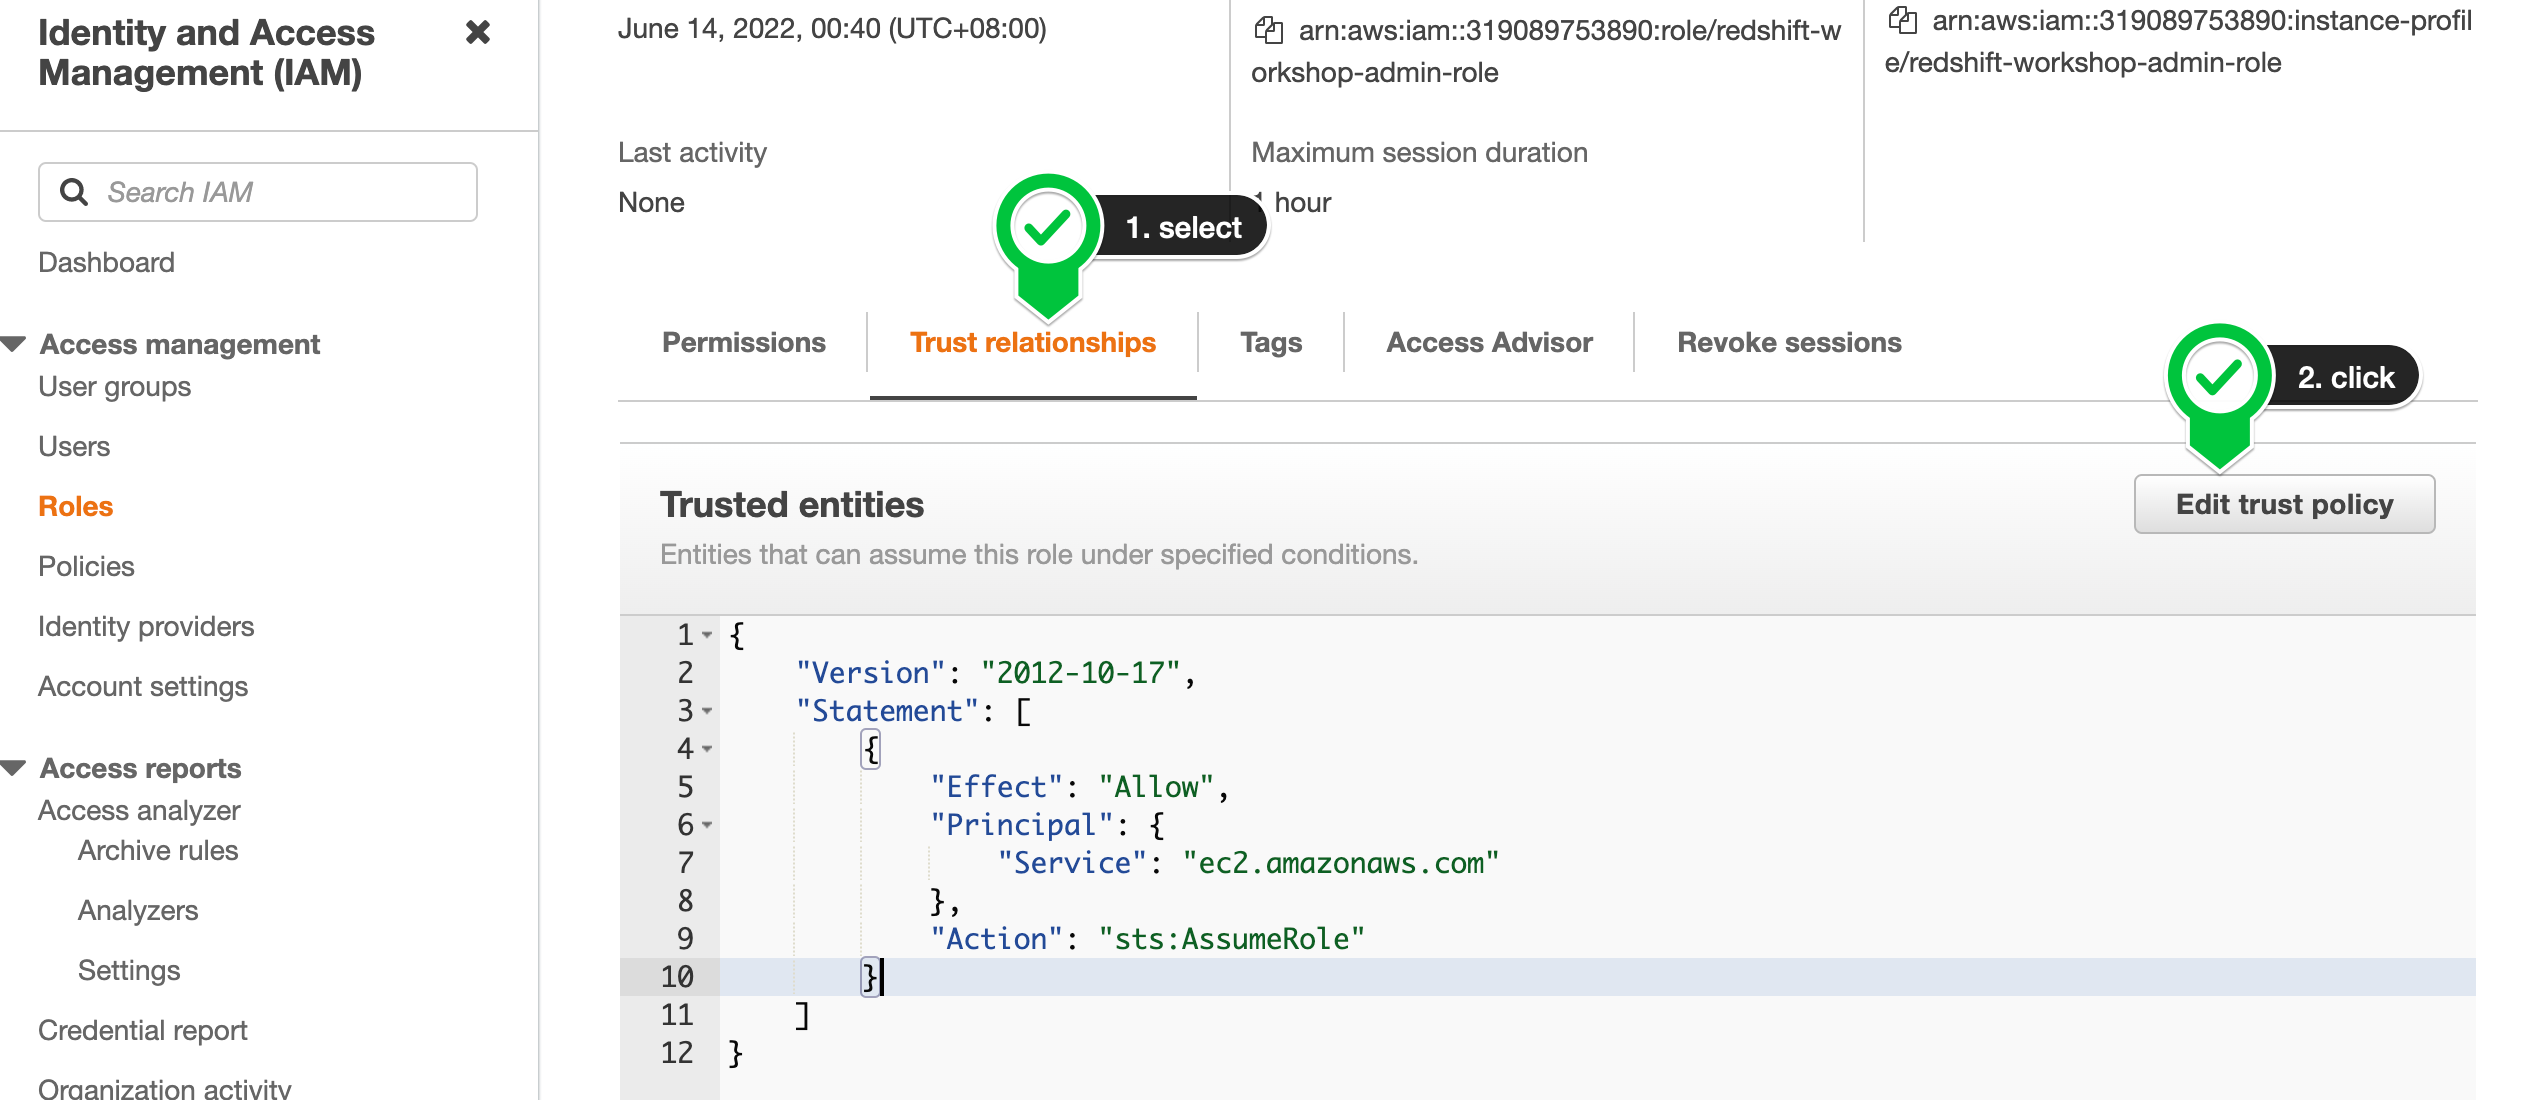 Identity and Access
Management (IAM)
Search IAM
Dashboard
Access management
User groups
Users
Roles
Policies
Identity providers
Account settings
Access reports
Access analyzer
Archive rules
Analyzers
Settings
Credential report
Organization activity
June 14, 2022, 00:40 (UTC+08:00)
arn:aws:iam::319089753890:role/redshift-w
orkshop-admin-role
arn:aws:iam::319089753890:instance-profil
e/redshift-workshop-admin-role
Last activity
None
Maximum session duration
1 hour
1. select
Permissions
Trust relationships
Tags
Access Advisor
Revoke sessions
2. click
Trusted entities
Entities that can assume this role under specified conditions.
Edit trust policy
1 {
2 "Version": "2012-10-17",
3 "Statement": [
4 {
5 "Effect": "Allow",
6 "Principal": {
7 "Service": "ec2.amazonaws.com"
8 },
9 "Action": "sts:AssumeRole"
10 }
11 ]
12 }